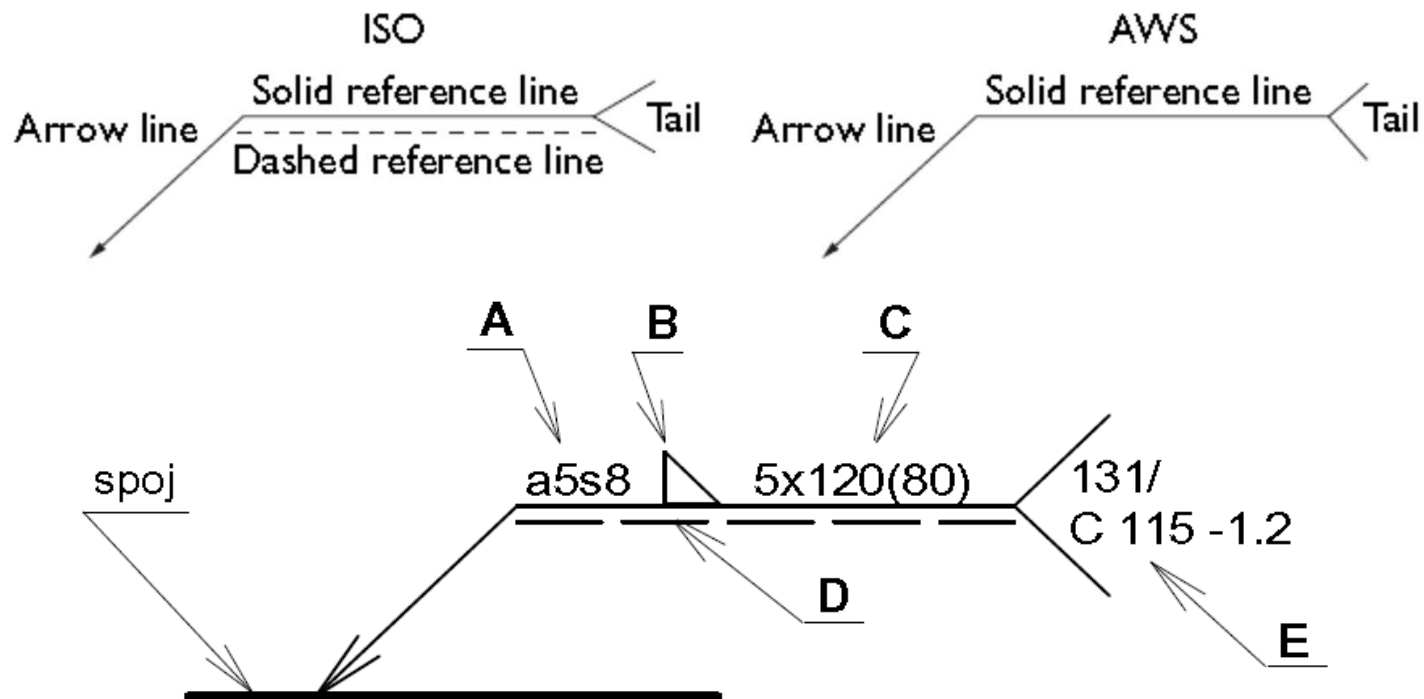 ISO
Solid reference line
Arrow line
Tail
Dashed reference line
AWS
Solid reference line
Arrow line
Tail
A
B
C
spoj
a5s8
5x120(80)
131/
C 115 -1.2
D
E